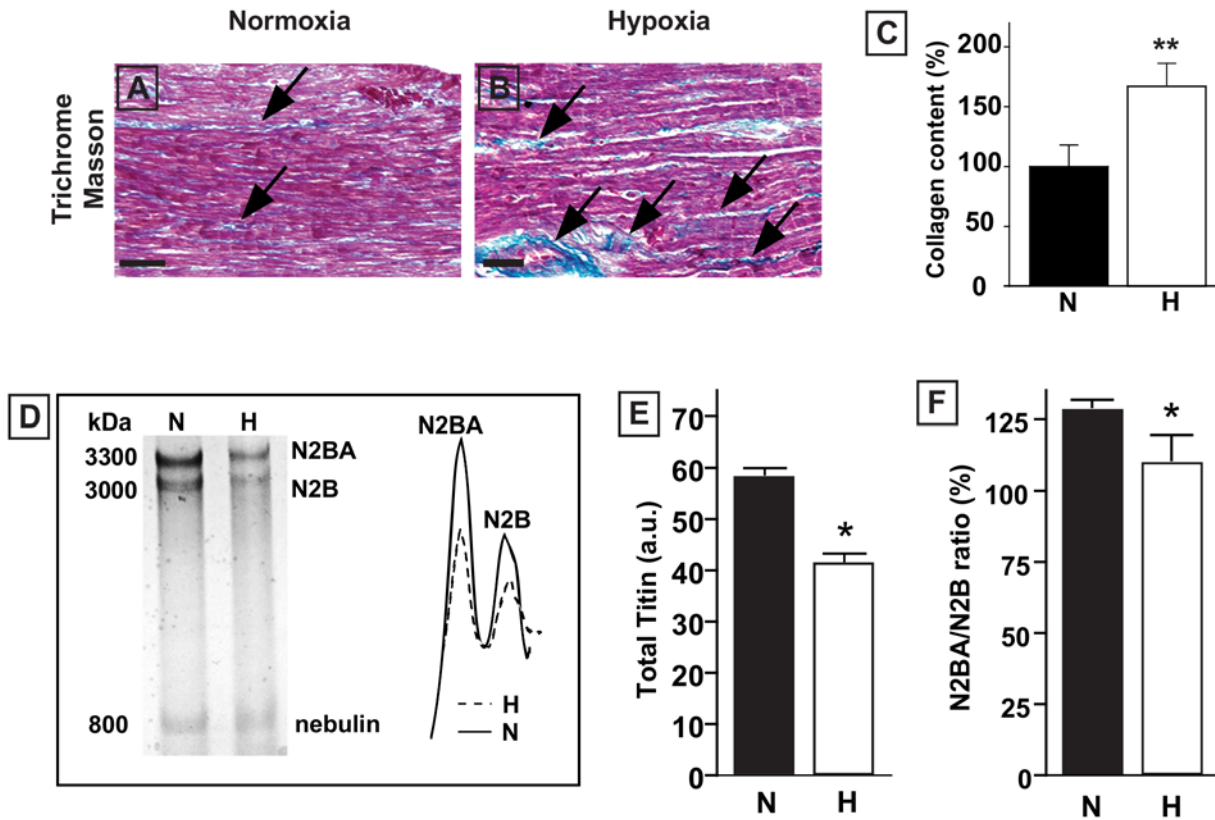 Normoxia
Hypoxia
Trichrome
Masson
A
B
C
Collagen content (%)
200
150
100
50
0
**
N
H
D
kDa
N
H
3300
3000
800
N2BA
N2B
nebulin
N2BA
N2B
H
N
E
Total Titin (a.u.)
70
60
50
40
30
20
10
0
*
N
H
F
N2BA/N2B ratio (%)
125
125
75
50
25
0
*
N
H